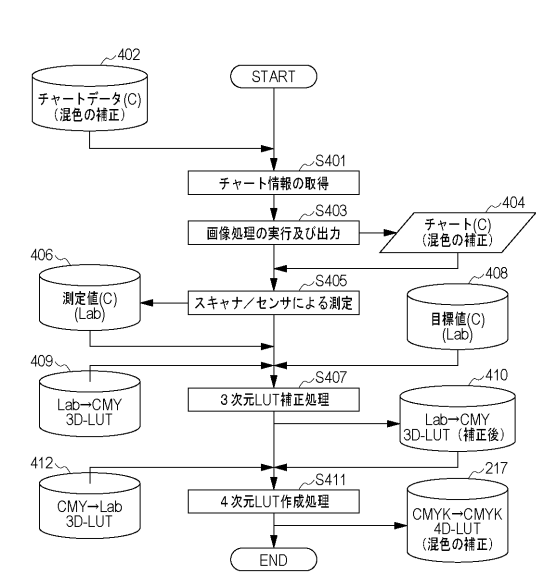 402
チャートデータ(C)
(混色の補正)
START
S401
チャート情報の取得
S403
画像処理の実行及び出力
404
チャート(C)
(混色の補正)
406
測定値(C)
(Lab)
S405
スキャナ／センサによる測定
408
目標値(C)
(Lab)
409
Lab→CMY
3D-LUT
S407
3次元LUT補正処理
410
Lab→CMY
3D-LUT (補正後)
412
CMY→Lab
3D-LUT
S411
4次元LUT作成処理
217
CMYK→CMYK
4D-LUT
(混色の補正)
END